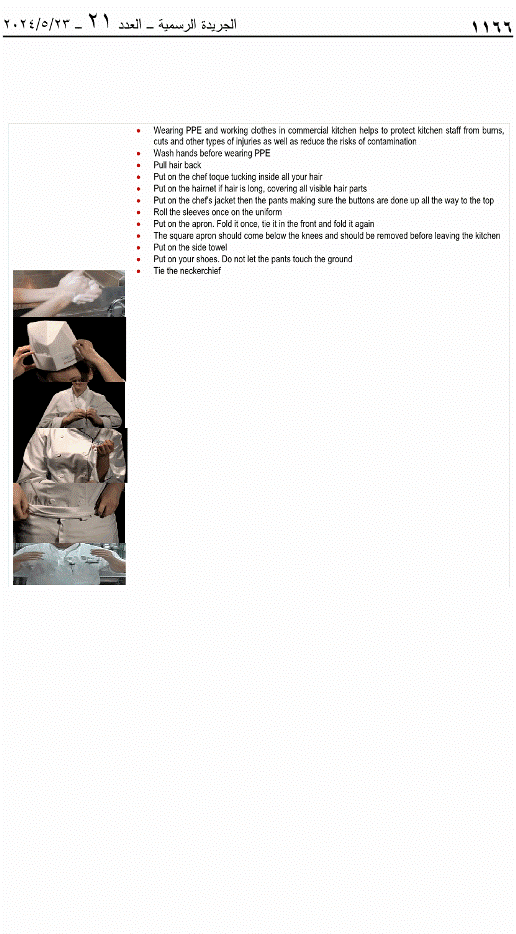 ١١٦٦
الجريدة الرسمية – العدد ٢١ – ٢٠٢٤/٥/٢٣
• Wearing PPE and working clothes in commercial kitchen helps to protect kitchen staff from burns,
cuts and other types of injuries as well as reduce the risks of contamination
• Wash hands before wearing PPE
• Pull hair back
• Put on the chef toque tucking inside all your hair
• Put on the hairnet if hair is long, covering all visible hair parts
• Put on the chef's jacket then the pants making sure the buttons are done up all the way to the top
• Roll the sleeves once on the uniform
• Put on the apron. Fold it once, tie it in the front and fold it again
• The square apron should come below the knees and should be removed before leaving the kitchen
• Put on the side towel
• Put on your shoes. Do not let the pants touch the ground
• Tie the neckerchief